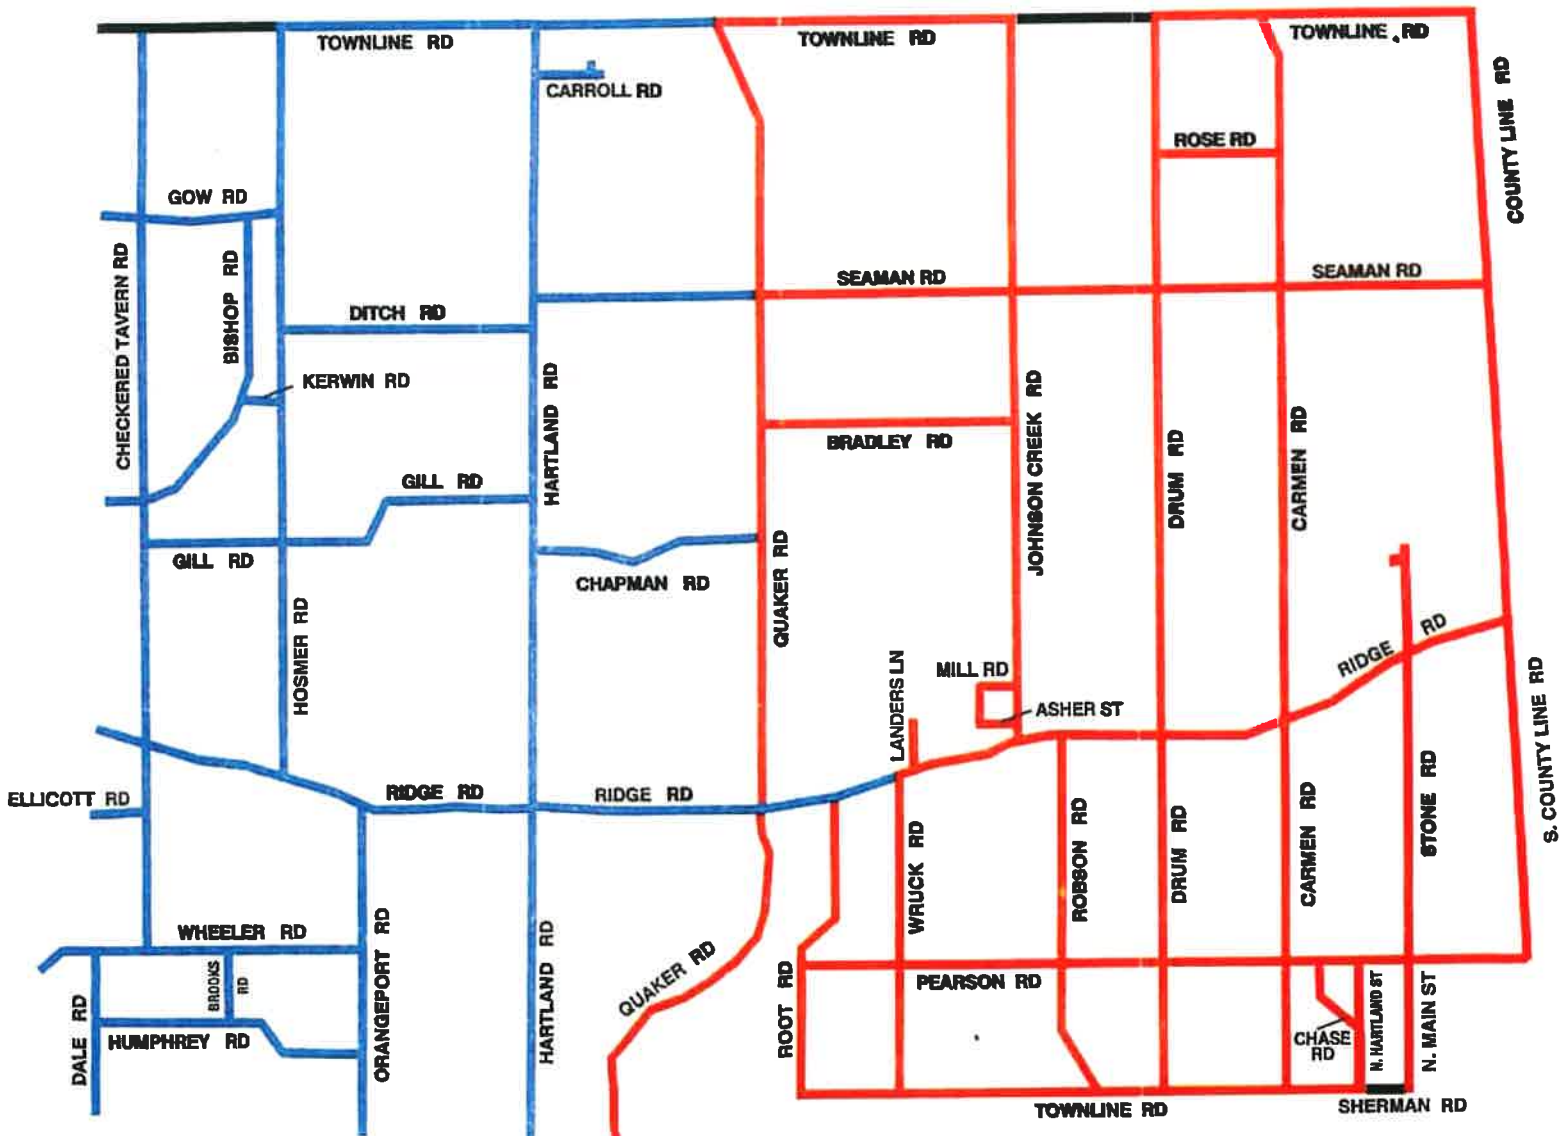 TOWNLINE RD
TOWNLINE RD
TOWNLINE RD
CARROLL RD
COUNTY LINE RD
ROSE RD
GOW RD
CHECKERED TAVERN RD
BISHOP RD
SEAMAN RD
SEAMAN RD
DITCH RD
KERWIN RD
HARTLAND RD
JOHNSON CREEK RD
BRADLEY RD
DRUM RD
CARMEN RD
GILL RD
GILL RD
CHAPMAN RD
QUAKER RD
HOSMER RD
LANDERS LN
MILL RD
ASHER ST
RIDGE RD
S. COUNTY LINE RD
ELLICOTT RD
RIDGE RD
RIDGE RD
WRUCK RD
ROBSON RD
DRUM RD
CARMEN RD
STONE RD
WHEELER RD
ORANGEPORT RD
HARTLAND RD
QUAKER RD
BROOKS
RD
ROOT RD
PEARSON RD
N. HARTLAND ST
N. MAIN ST
DALE RD
HUMPHREY RD
CHASE
RD
TOWNLINE RD
SHERMAN RD